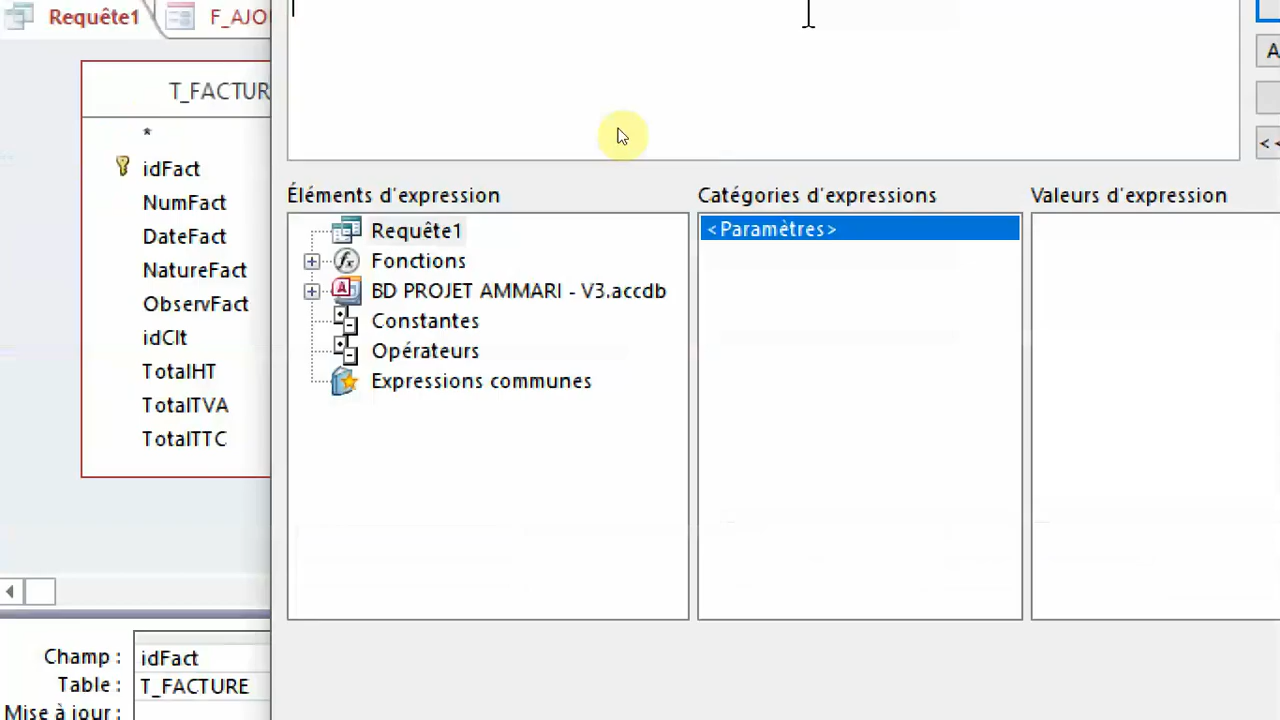 Requête1
F_AJO
T_FACTUR
*
idFact
NumFact
DateFact
NatureFact
ObservFact
idClt
TotalHT
TotalTVA
TotalTTC
Éléments d'expression
Requête1
Fonctions
BD PROJET AMMARI - V3.accdb
Constantes
Opérateurs
Expressions communes
Catégories d'expressions
<Paramètres>
Valeurs d'expression
A
<<
Champ : idFact
Table : T_FACTURE
Mise à jour :